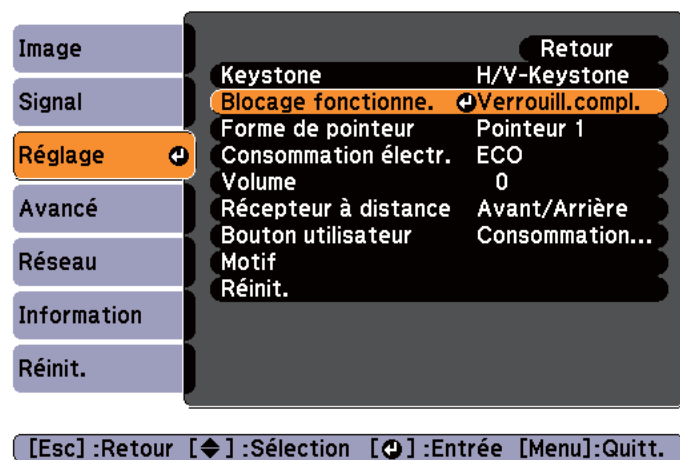 Image
Signal
Réglage
Avancé
Réseau
Information
Réinit.
Retour
Keystone H/V-Keystone
Blocage fonctionne. Verrouill.compl.
Forme de pointeur Pointeur 1
Consommation électr. ECO
Volume 0
Récepteur à distance Avant/Arrière
Bouton utilisateur Consommation...
Motif
Réinit.
[Esc] :Retour [◆] :Sélection [⏎] :Entrée [Menu]:Quitt.